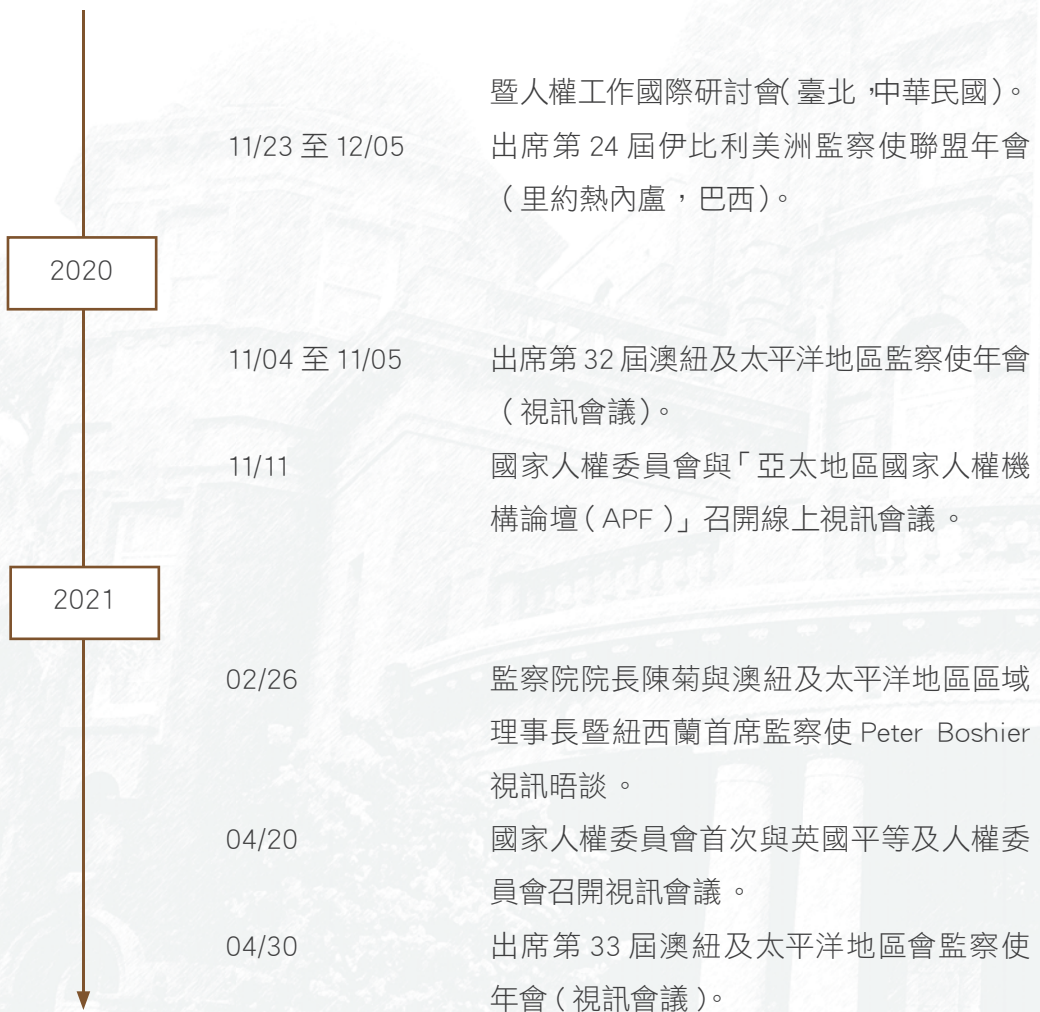 暨人權工作國際研討會(臺北,中華民國)。
11/23 至 12/05 出席第 24 屆伊比利美洲監察使聯盟年會
(里約熱內盧,巴西)。
2020
11/04 至 11/05 出席第 32 屆澳紐及太平洋地區監察使年會
(視訊會議)。
11/11 國家人權委員會與「亞太地區國家人權機
構論壇(APF)」召開線上視訊會議。
2021
02/26 監察院院長陳菊與澳紐及太平洋地區區域
理事長暨紐西蘭首席監察使 Peter Boshier
視訊晤談。
04/20 國家人權委員會首次與英國平等及人權委
員會召開視訊會議。
04/30 出席第 33 屆澳紐及太平洋地區會監察使
年會(視訊會議)。